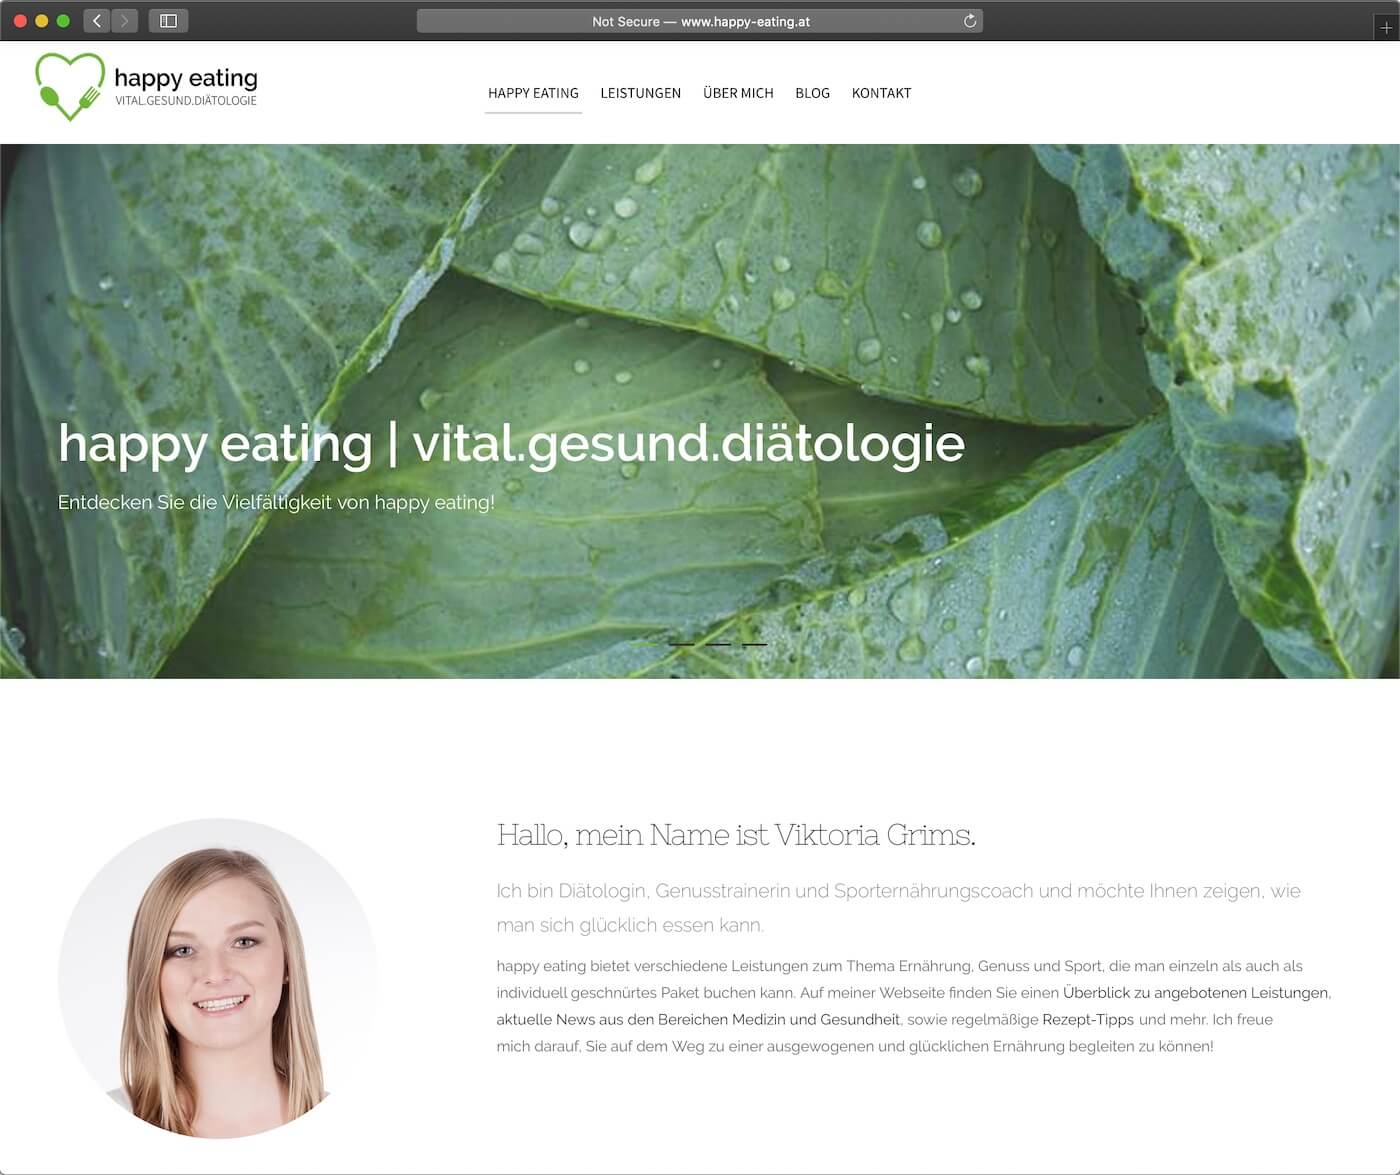 Not Secure — www.happy-eating.at
happy eating
VITAL.GESUND.DIÄTOLOGIE
HAPPY EATING LEISTUNGEN ÜBER MICH BLOG KONTAKT
happy eating | vital.gesund.diätologie
Entdecken Sie die Vielfältigkeit von happy eating!
Hallo, mein Name ist Viktoria Grims.
Ich bin Diätologin, Genusstrainerin und Sporternährungscoach und möchte Ihnen zeigen, wie
man sich glücklich essen kann.
happy eating bietet verschiedene Leistungen zum Thema Ernährung, Genuss und Sport, die man einzeln als auch als
individuell geschnürtes Paket buchen kann. Auf meiner Webseite finden Sie einen Überblick zu angebotenen Leistungen,
aktuelle News aus den Bereichen Medizin und Gesundheit, sowie regelmäßige Rezept-Tipps und mehr. Ich freue
mich darauf, Sie auf dem Weg zu einer ausgewogenen und glücklichen Ernährung begleiten zu können!